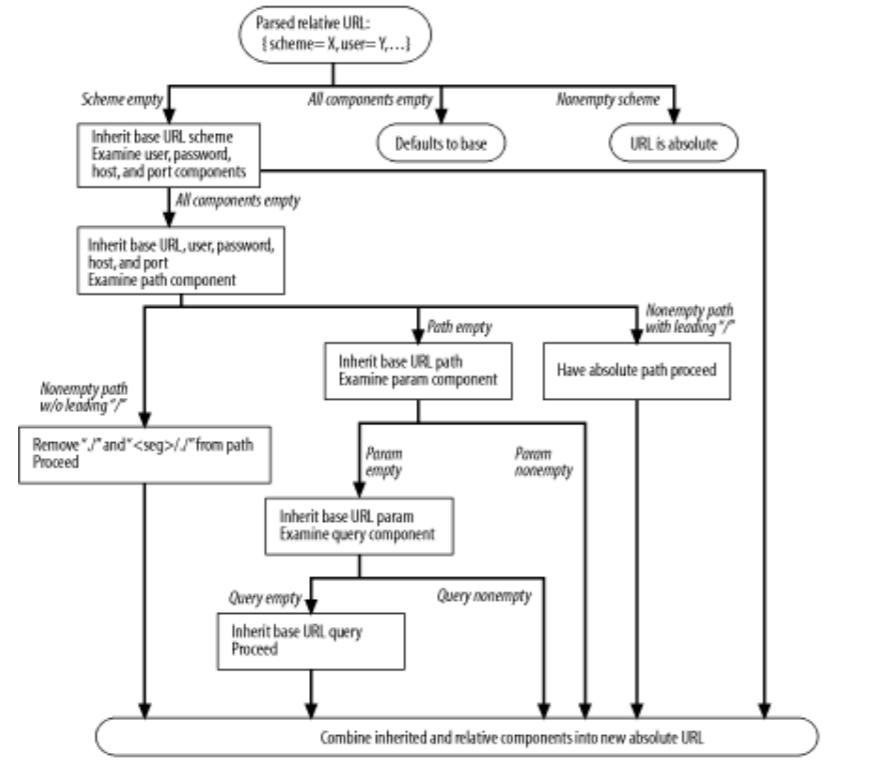 Parsed relative URL:
{ scheme= X, user= Y,…}
Scheme empty
All components empty
Nonempty scheme
Inherit base URL scheme
Examine user, password,
host, and port components
Defaults to base
URL is absolute
All components empty
Inherit base URL, user, password,
host, and port
Examine path component
Nonempty path
with leading "/"
Path empty
Inherit base URL path
Examine param component
Have absolute path proceed
Nonempty path
w/o leading "/"
Remove "./" and "<seg>/./" from path
Proceed
Param
empty
Param
nonempty
Inherit base URL param
Examine query component
Query empty
Query nonempty
Inherit base URL query
Proceed
Combine inherited and relative components into new absolute URL